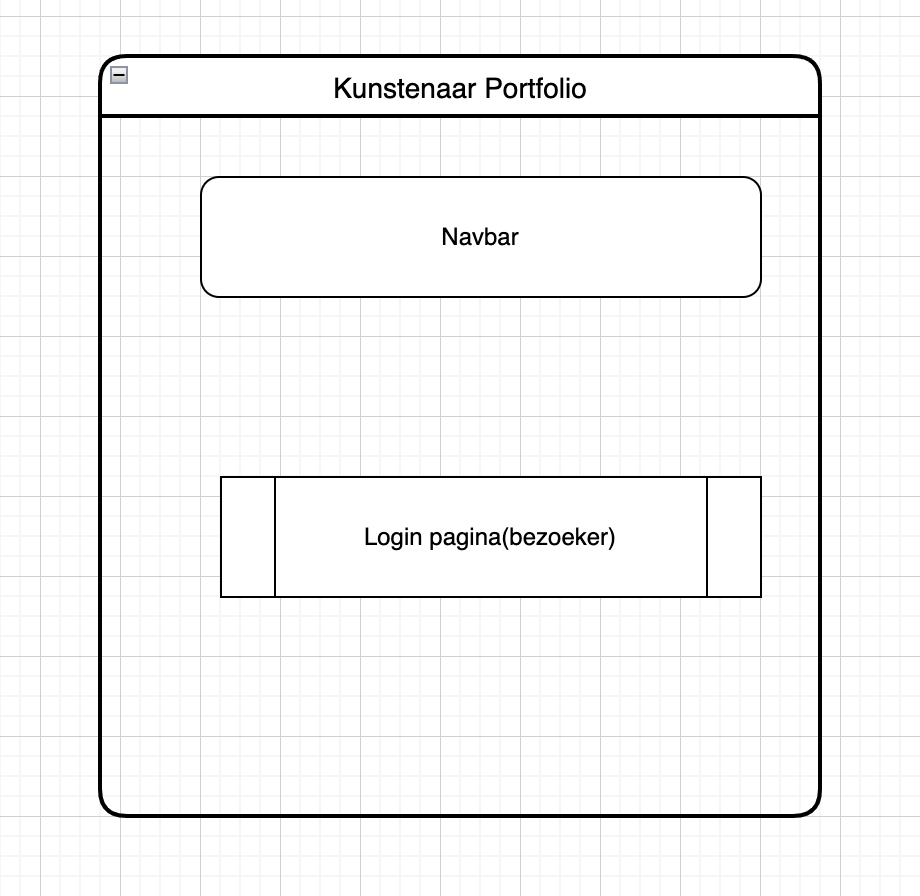 Kunstenaar Portfolio
Navbar
Login pagina(bezoeker)